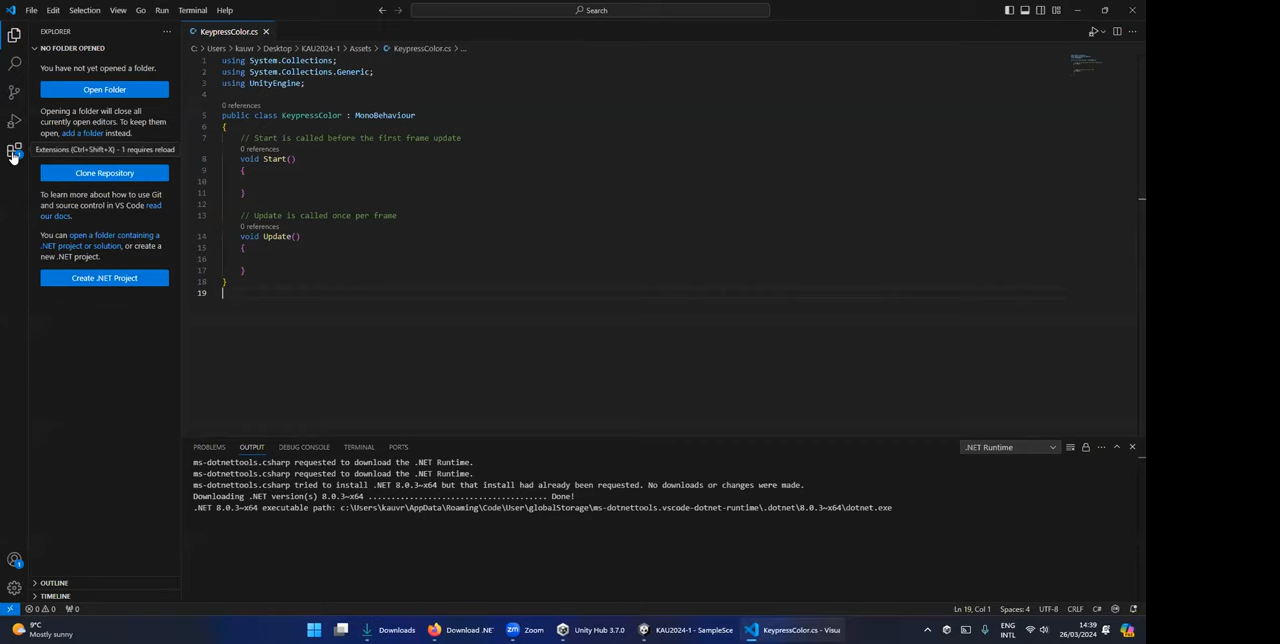 File Edit Selection View Go Run Terminal Help
Search
EXPLORER
NO FOLDER OPENED
You have not yet opened a folder.
Open Folder
Opening a folder will close all
currently open editors. To keep them
open, add a folder instead.
Extensions (Ctrl+Shift+X) - 1 requires reload
1
Clone Repository
To learn more about how to use Git
and source control in VS Code read
our docs.
You can open a folder containing a
.NET project or solution, or create a
new .NET project.
Create .NET Project
OUTLINE
TIMELINE
1
KeypressColor.cs
C: > Users > kauvr > Desktop > KAU2024-1 > Assets > KeypressColor.cs > ...
1 using System.Collections;
2 using System.Collections.Generic;
3 using UnityEngine;
4
0 references
5 public class KeypressColor : MonoBehaviour
6 {
7 // Start is called before the first frame update
0 references
8 void Start()
9 {
10
11 }
12
13 // Update is called once per frame
0 references
14 void Update()
15 {
16
17 }
18 }
19
PROBLEMS OUTPUT DEBUG CONSOLE TERMINAL PORTS
.NET Runtime
ms-dotnettools.csharp requested to download the .NET Runtime.
ms-dotnettools.csharp requested to download the .NET Runtime.
ms-dotnettools.csharp tried to install .NET 8.0.3~x64 but that install had already been requested. No downloads or changes were made.
Downloading .NET version(s) 8.0.3~x64 ..................................... Done!
.NET 8.0.3~x64 executable path: c:\Users\kauvr\AppData\Roaming\Code\User\globalStorage\ms-dotnettools.vscode-dotnet-runtime\.dotnet\8.0.3~x64\dotnet.exe
0 0 0
Ln 19, Col 1 Spaces: 4 UTF-8 CRLF C#
9°C
Mostly sunny
Downloads
Download .NET
zm Zoom
Unity Hub 3.7.0
KAU2024-1 - SampleSce
KeypressColor.cs - Visu
ENG
INTL
14:39
26/03/2024